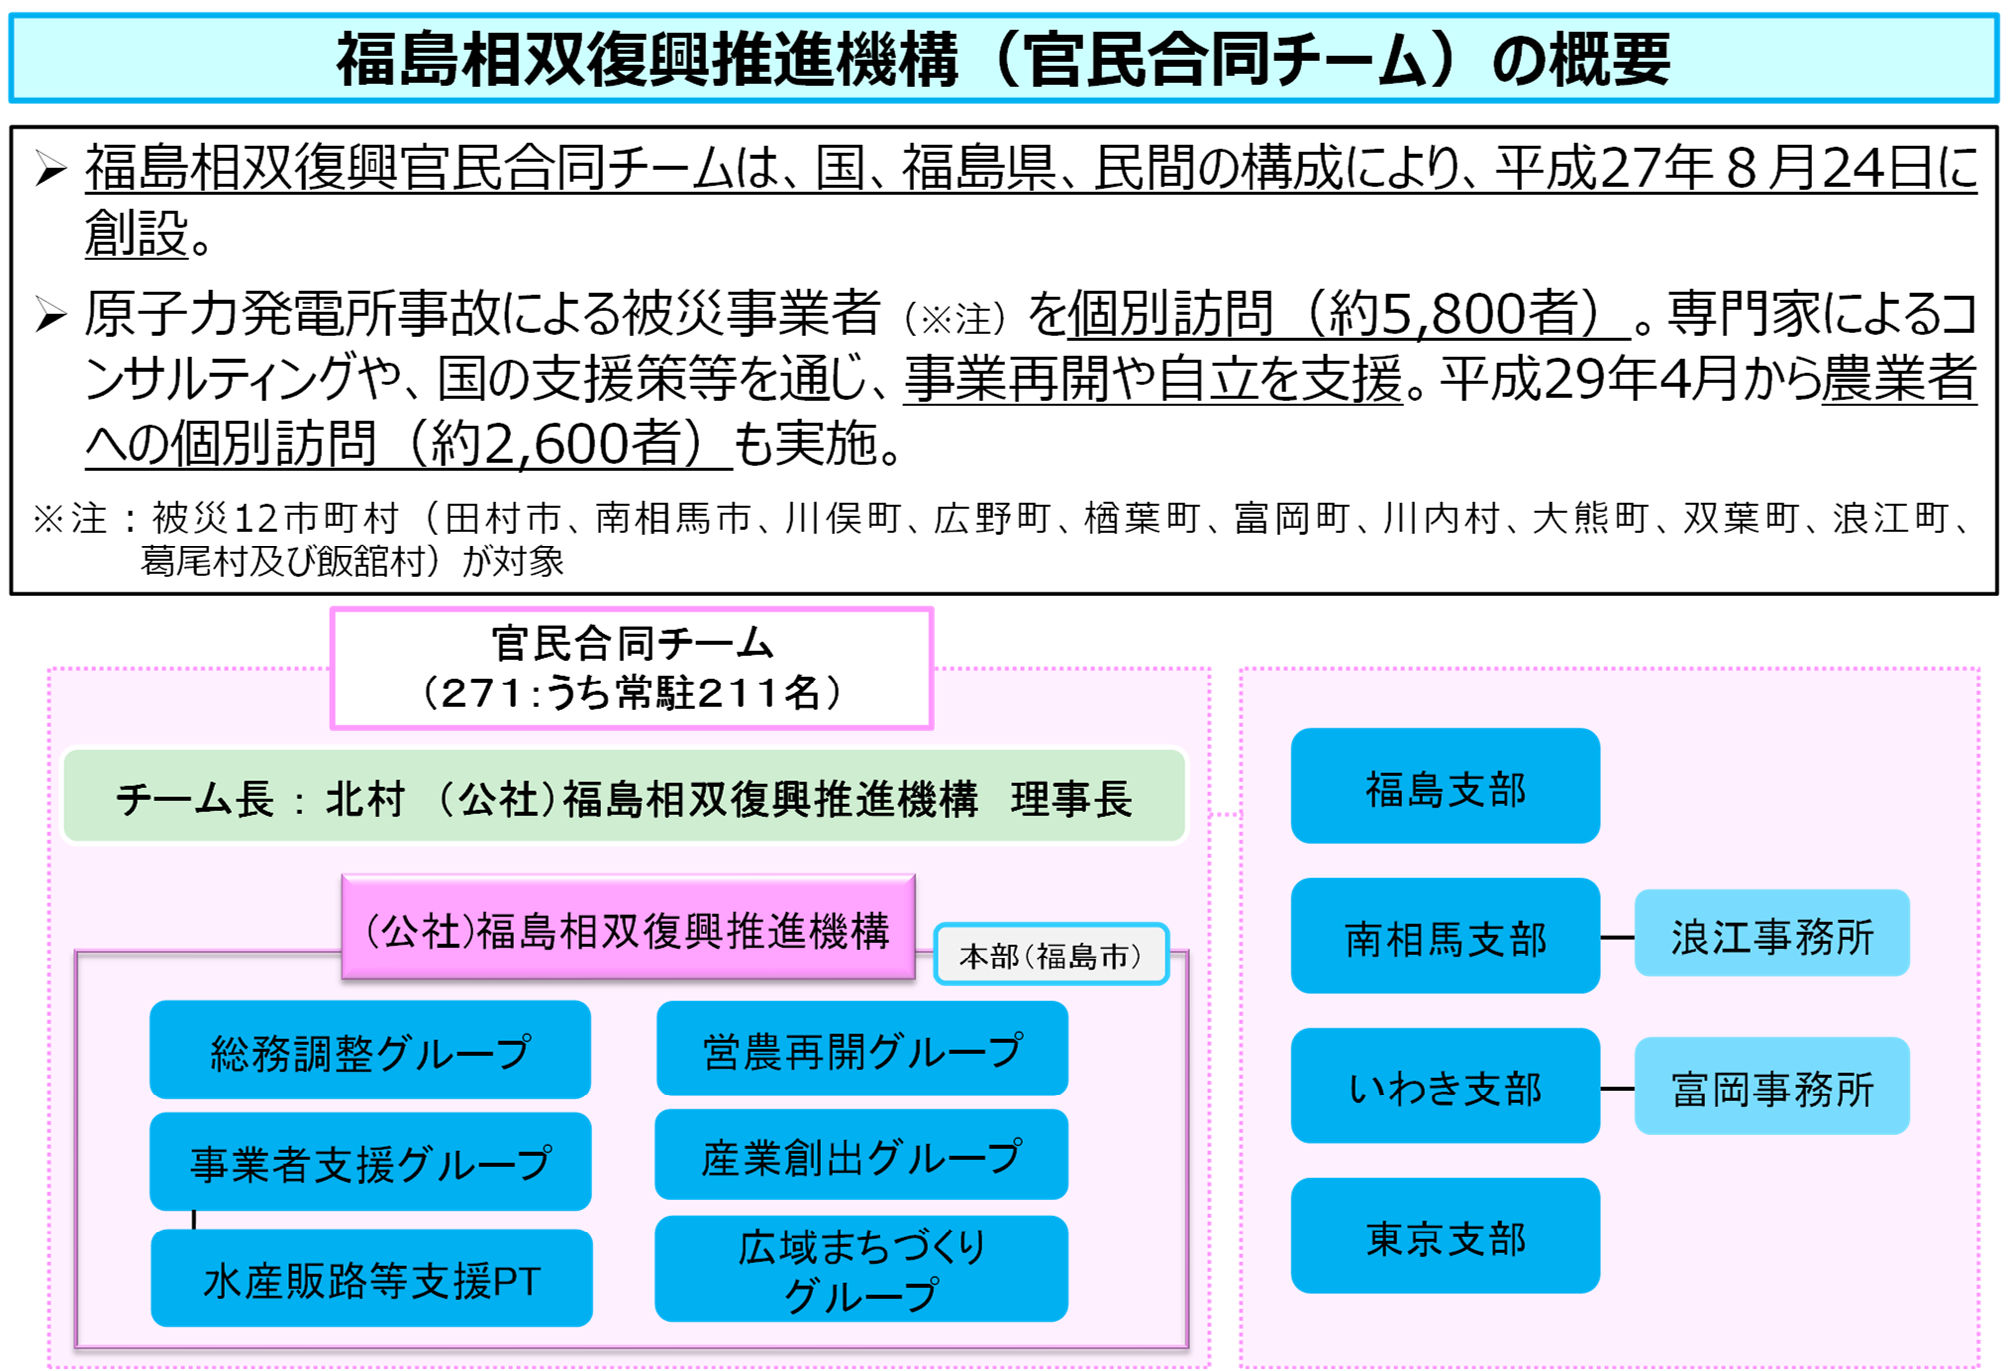 福島相双復興推進機構（官民合同チーム）の概要
➢ 福島相双復興官民合同チームは、国、福島県、民間の構成により、平成27年８月24日に
創設。
➢ 原子力発電所事故による被災事業者（※注）を個別訪問（約5,800者）。専門家によるコ
ンサルティングや、国の支援策等を通じ、事業再開や自立を支援。平成29年4月から農業者
への個別訪問（約2,600者）も実施。
※注：被災12市町村（田村市、南相馬市、川俣町、広野町、楢葉町、富岡町、川内村、大熊町、双葉町、浪江町、
葛尾村及び飯舘村）が対象
官民合同チーム
（２７１：うち常駐２１１名）
チーム長 ： 北村 （公社）福島相双復興推進機構 理事長
（公社）福島相双復興推進機構
本部（福島市）
総務調整グループ
事業者支援グループ
水産販路等支援PT
営農再開グループ
産業創出グループ
広域まちづくり
グループ
福島支部
南相馬支部
浪江事務所
いわき支部
富岡事務所
東京支部